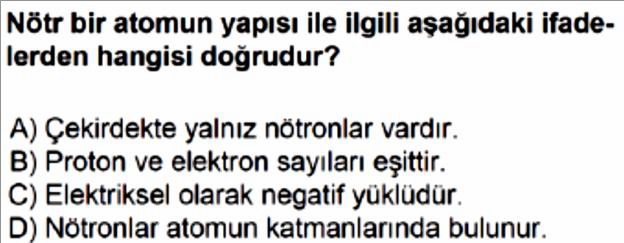 Nötr bir atomun yapısı ile ilgili aşağıdaki ifade-
lerden hangisi doğrudur?
A) Çekirdekte yalnız nötronlar vardır.
B) Proton ve elektron sayıları eşittir.
C) Elektriksel olarak negatif yüklüdür.
D) Nötronlar atomun katmanlarında bulunur.